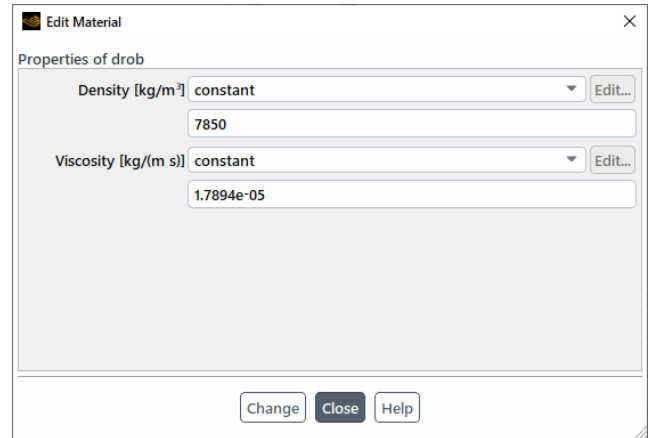 Edit Material
Properties of drob
Density [kg/m³] constant Edit...
7850
Viscosity [kg/(m s)] constant Edit...
1.7894e-05
Change Close Help